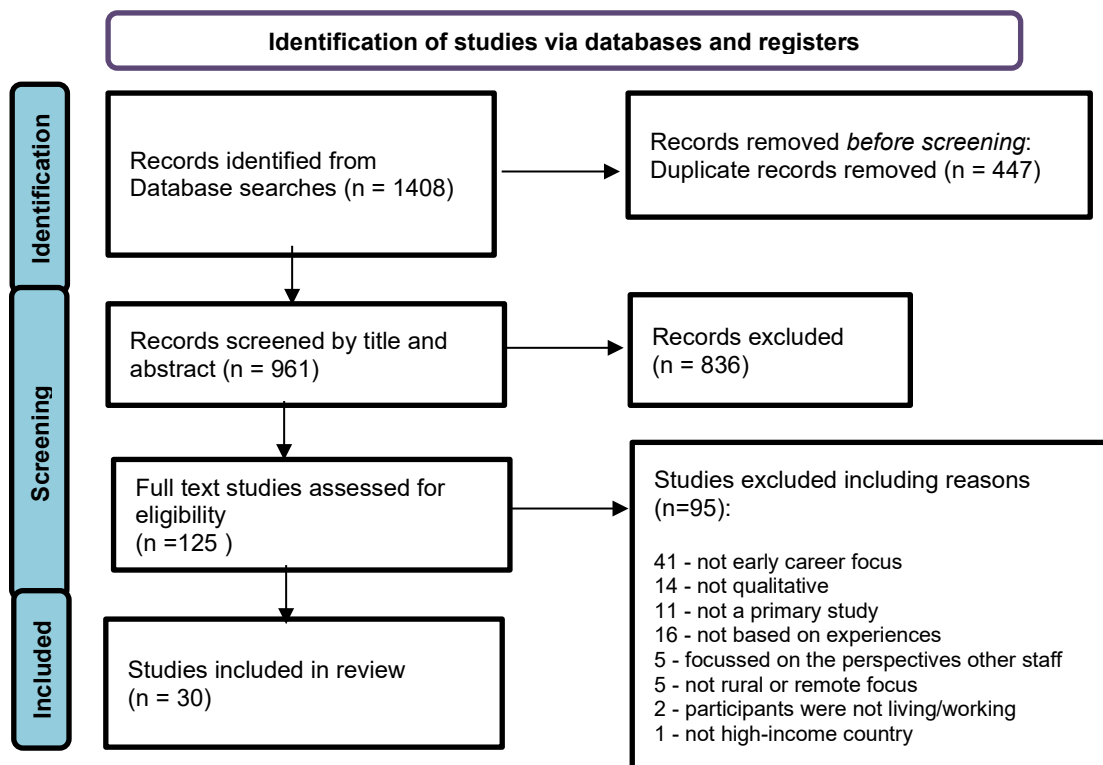 Identification of studies via databases and registers
Identification
Records identified from
Database searches (n = 1408)
Records removed before screening:
Duplicate records removed (n = 447)
Screening
Records screened by title and
abstract (n = 961)
Records excluded
(n = 836)
Full text studies assessed for
eligibility
(n =125 )
Studies excluded including reasons
(n=95):
41 - not early career focus
14 - not qualitative
11 - not a primary study
16 - not based on experiences
5 - focussed on the perspectives other staff
5 - not rural or remote focus
2 - participants were not living/working
1 - not high-income country
Included
Studies included in review
(n = 30)